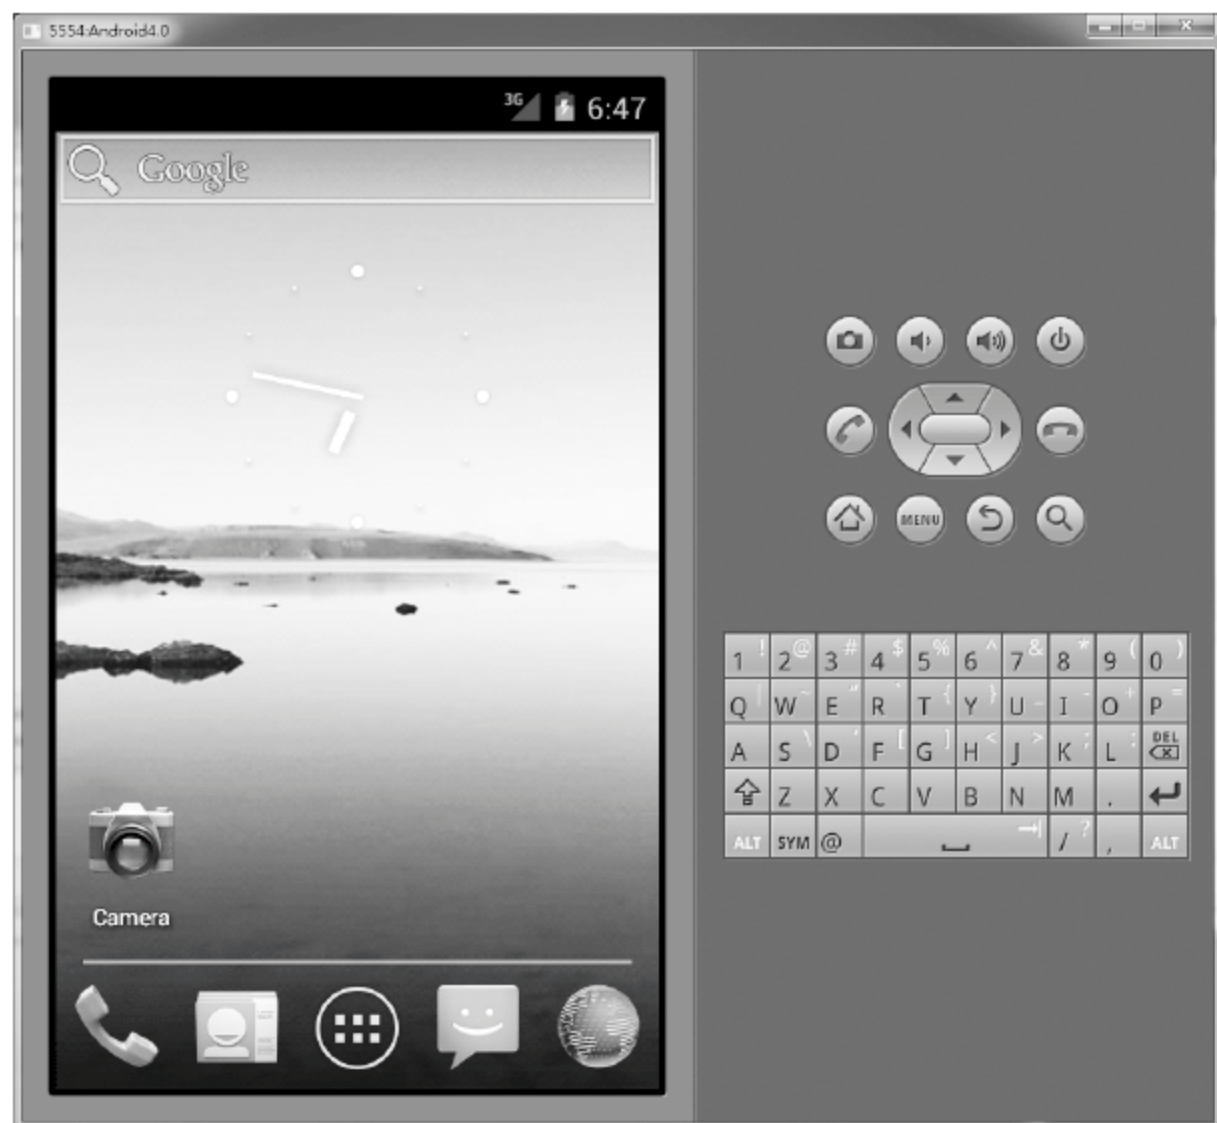 5554:Android4.0
3G 6:47
Google
Camera
MENU
1 ! 2 @ 3 # 4 $ 5 % 6 ^ 7 & 8 * 9 ( 0 )
Q W ~ E " R ` T { Y } U _ I - O + P =
A S \ D ' F [ G ] H < J > K ; L : DEL
Z X C V B N M .
ALT SYM @ / ? , ALT